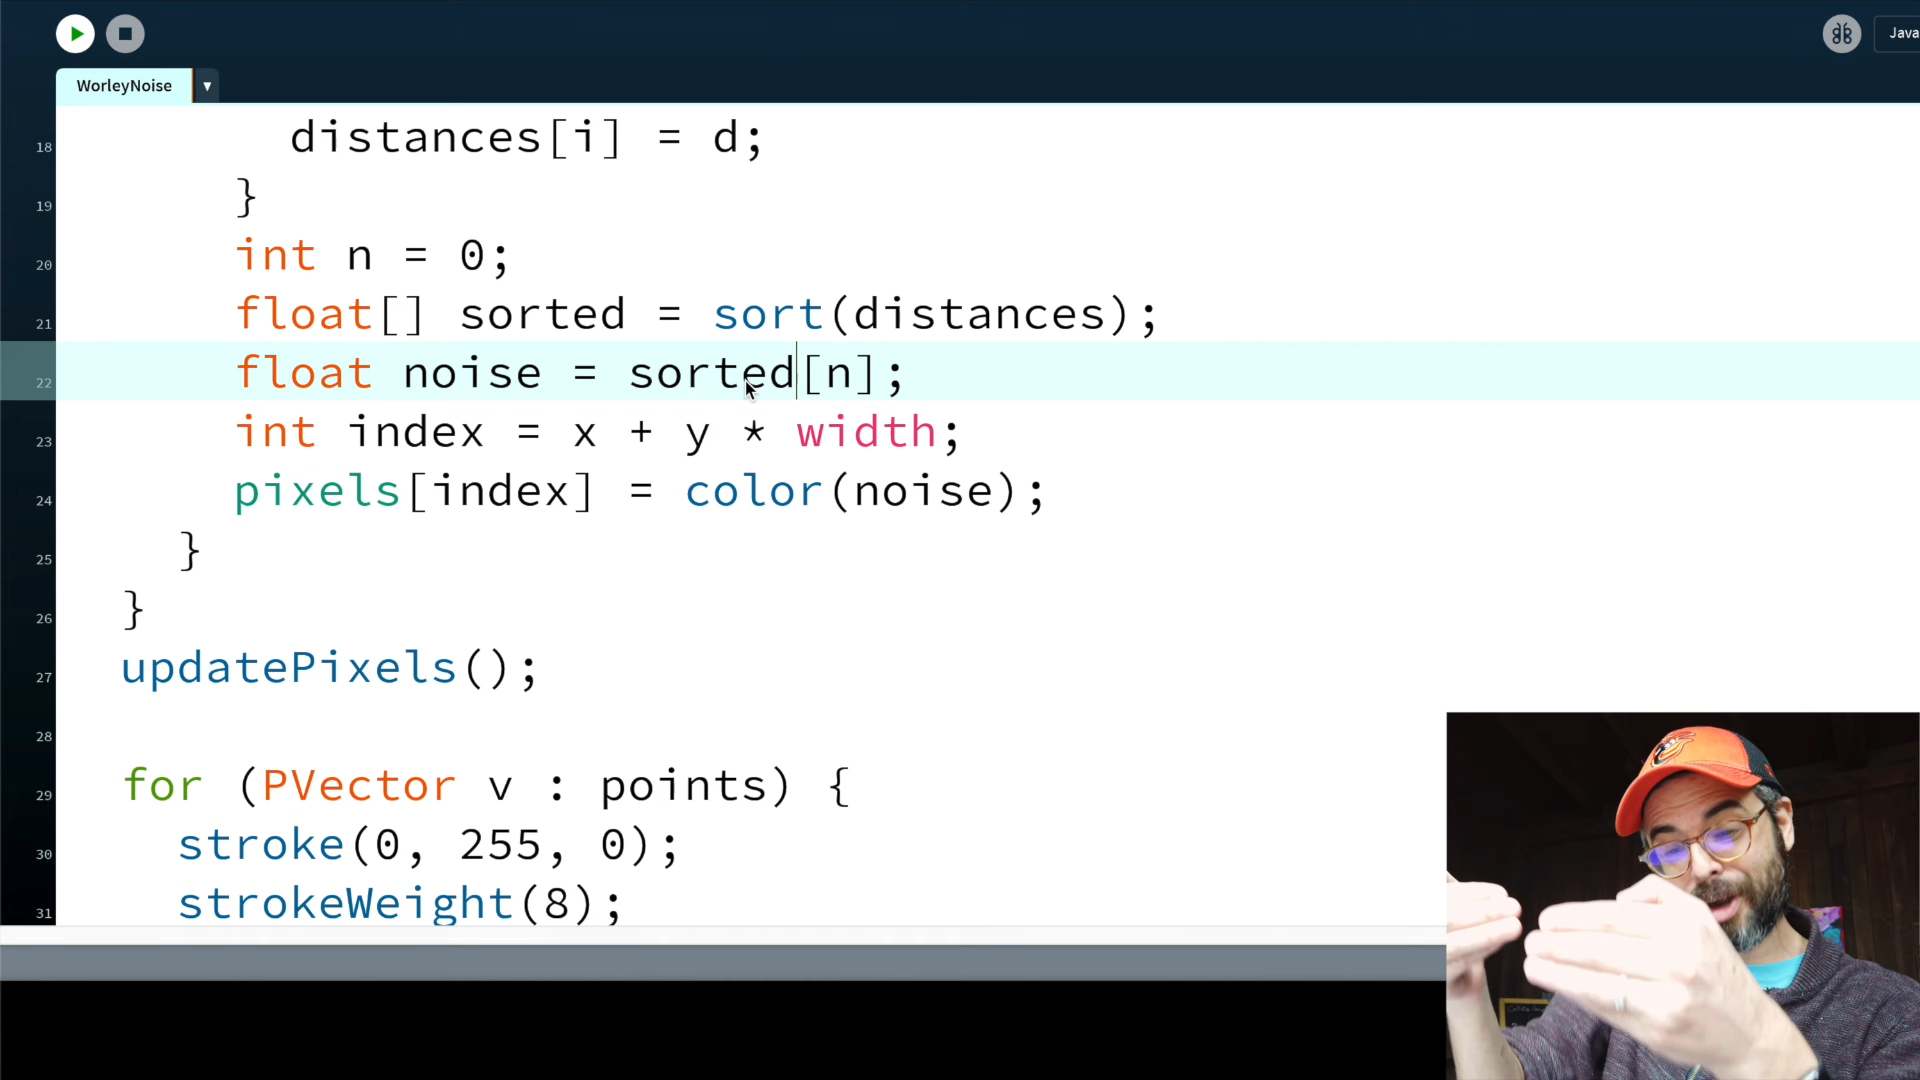 Java
WorleyNoise
18 distances[i] = d;
19 }
20 int n = 0;
21 float[] sorted = sort(distances);
22 float noise = sorted[n];
23 int index = x + y * width;
24 pixels[index] = color(noise);
25 }
26 }
27 updatePixels();
28
29 for (PVector v : points) {
30 stroke(0, 255, 0);
31 strokeWeight(8);